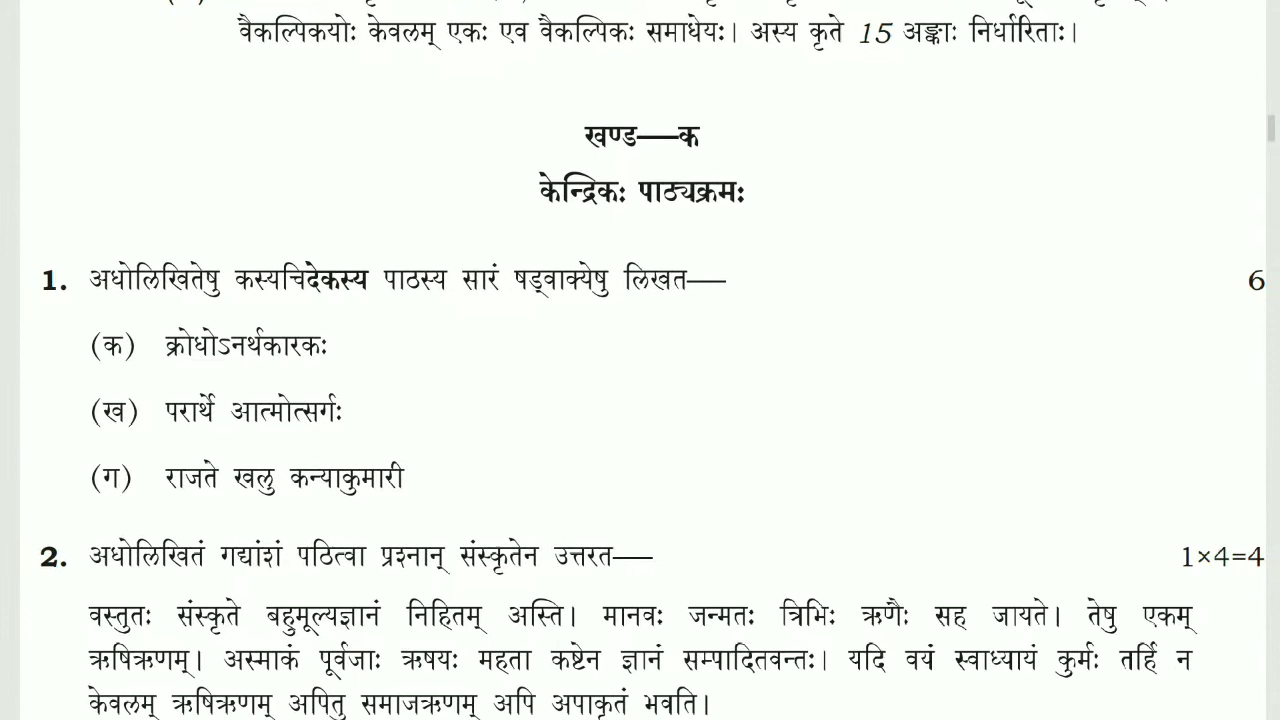 वैकल्पिकयोः केवलम् एकः एव वैकल्पिकः समाधेयः। अस्य कृते 15 अङ्काः निर्धारिताः।
खण्ड—क
केन्द्रिकः पाठ्यक्रमः
1. अधोलिखितेषु कस्यचिदेकस्य पाठस्य सारं षड्वाक्येषु लिखत— 6
(क) क्रोधोऽनर्थकारकः
(ख) परार्थे आत्मोत्सर्गः
(ग) राजते खलु कन्याकुमारी
2. अधोलिखितं गद्यांशं पठित्वा प्रश्नान् संस्कृतेन उत्तरत— 1×4=4
वस्तुतः संस्कृते बहुमूल्यज्ञानं निहितम् अस्ति। मानवः जन्मतः त्रिभिः ऋणैः सह जायते। तेषु एकम्
ऋषिऋणम्। अस्माकं पूर्वजाः ऋषयः महता कष्टेन ज्ञानं सम्पादितवन्तः। यदि वयं स्वाध्यायं कुर्मः तर्हि न
केवलम् ऋषिऋणम् अपितु समाजऋणम् अपि अपाकृतं भवति।